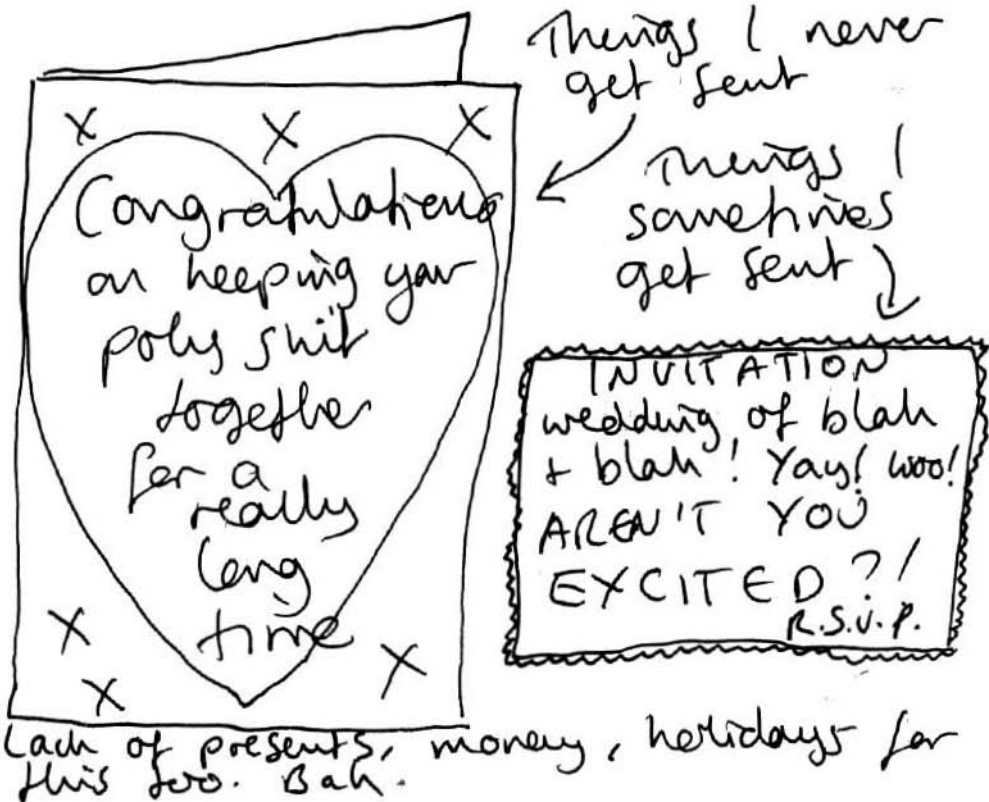 Things I never
get sent
X X X
Congratulations
on keeping your
poly shit
together
for a
really
long
time
X X
X
Things I
sometimes
get sent
INVITATION
wedding of blah
+ blah! Yay! woo!
AREN'T YOU
EXCITED?!
R.S.V.P.
Lack of presents, money, holidays for
this too. Bah.